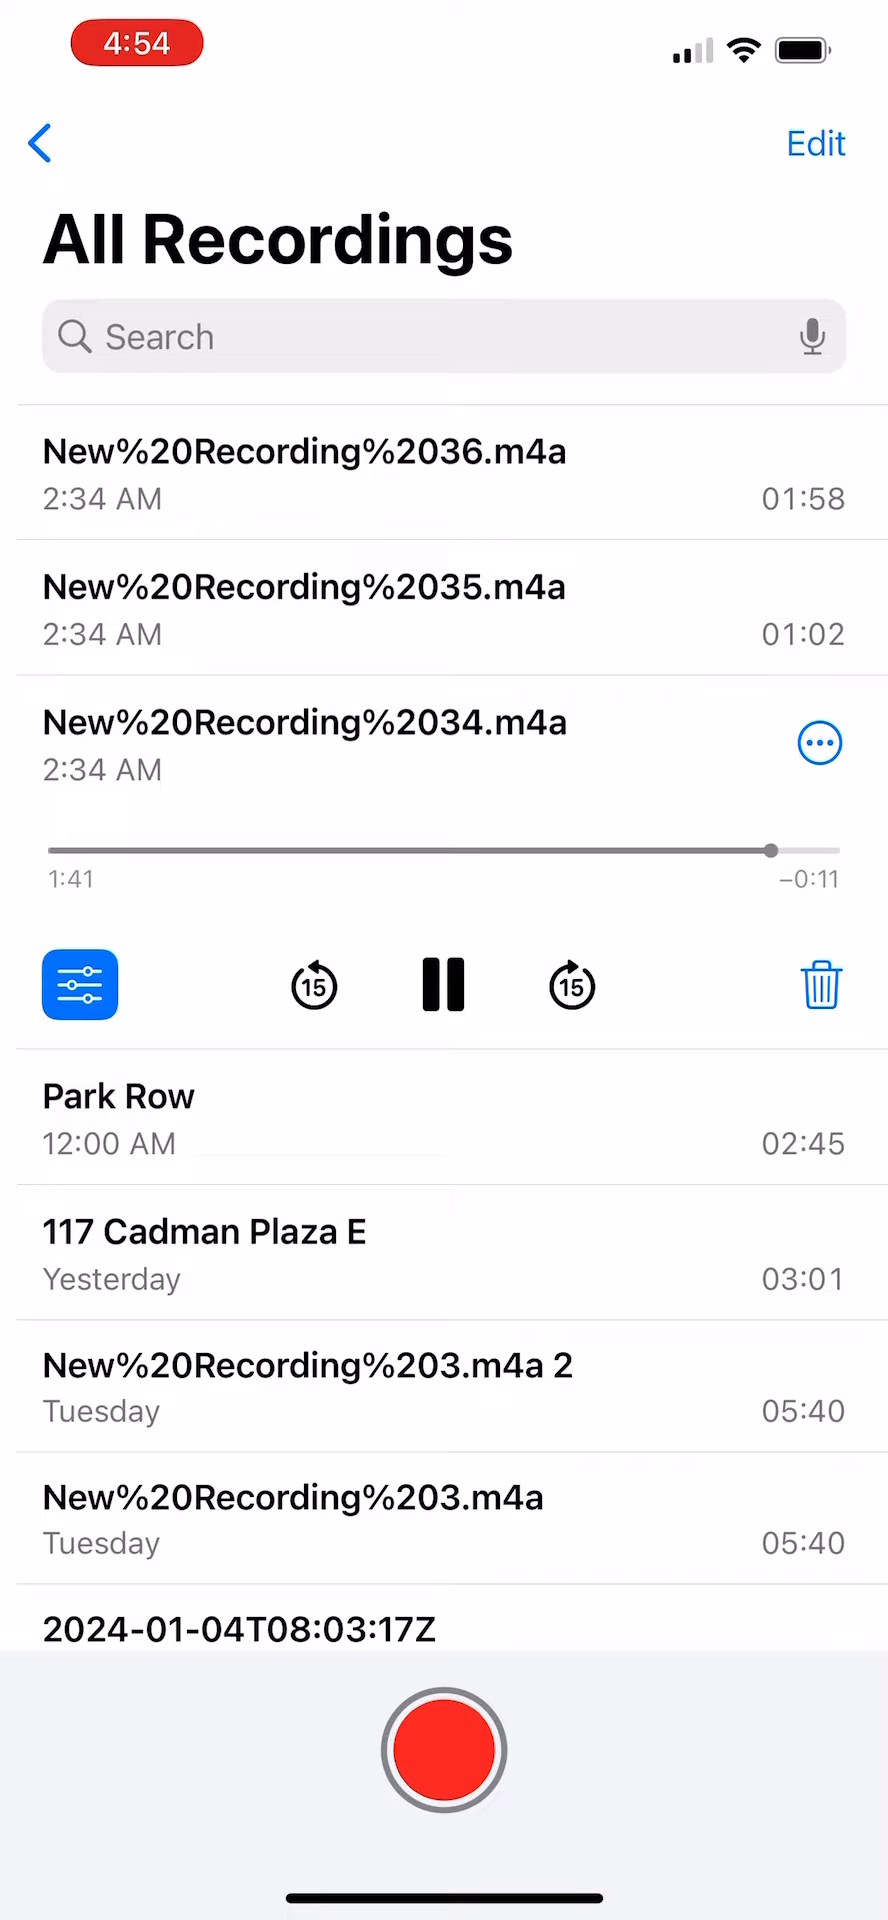 4:54
Edit
All Recordings
Search
New%20Recording%2036.m4a
2:34 AM 01:58
New%20Recording%2035.m4a
2:34 AM 01:02
New%20Recording%2034.m4a
2:34 AM
1:41 –0:11
15 15
Park Row
12:00 AM 02:45
117 Cadman Plaza E
Yesterday 03:01
New%20Recording%203.m4a 2
Tuesday 05:40
New%20Recording%203.m4a
Tuesday 05:40
2024-01-04T08:03:17Z